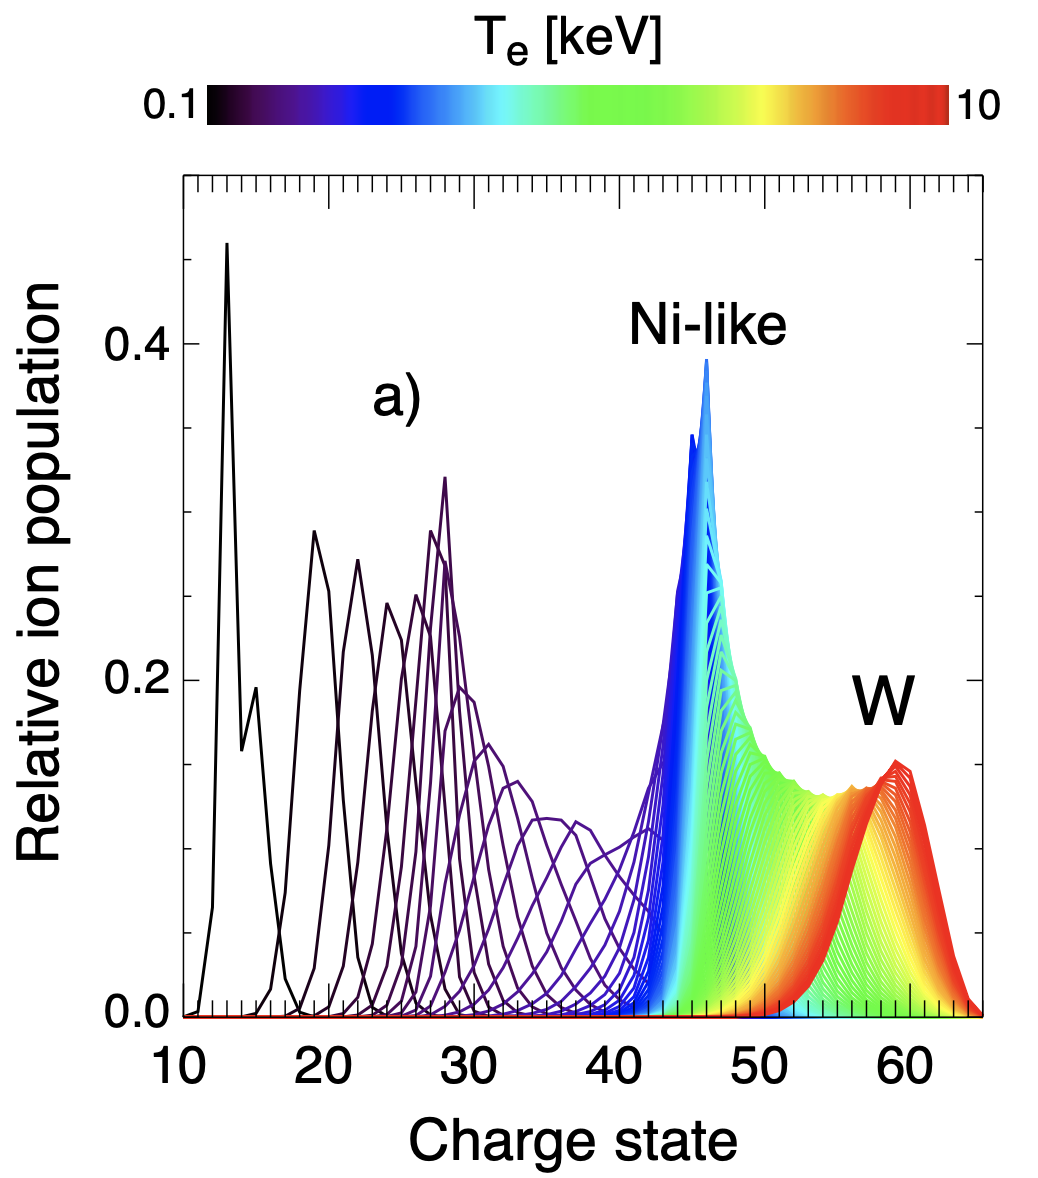 Te [keV]
0.1 10
Relative ion population
0.4
0.2
0.0
a)
Ni-like
W
10 20 30 40 50 60
Charge state